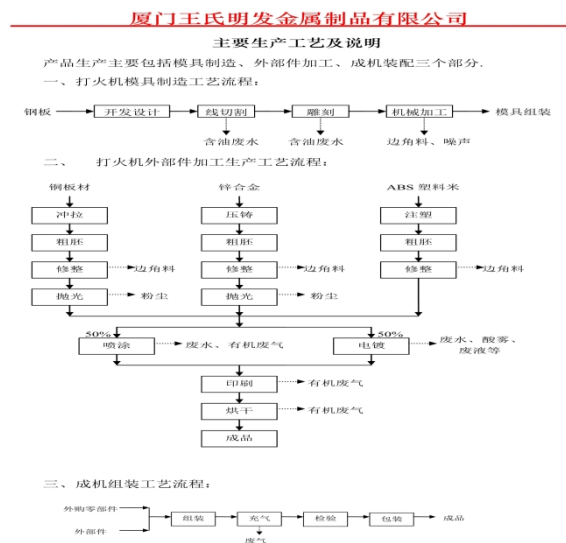 厦门王氏明发金属制品有限公司
主要生产工艺及说明
产品生产主要包括模具制造、外部件加工、成机装配三个部分.
一、打火机模具制造工艺流程：
钢板 开发设计 线切割 雕刻 机械加工 模具组装
含油废水 含油废水 边角料、噪声
二、 打火机外部件加工生产工艺流程：
铜板材 锌合金 ABS 塑料米
冲拉 压铸 注塑
粗胚 粗胚 粗胚
修整 边角料 修整 边角料 修整 边角料
抛光 粉尘 抛光 粉尘
50% 50%
喷涂 废水、有机废气 电镀 废水、酸雾、
废液等
印刷 有机废气
烘干 有机废气
成品
三、成机组装工艺流程：
外购零部件
组装 充气 检验 包装 成品
外部件
废气